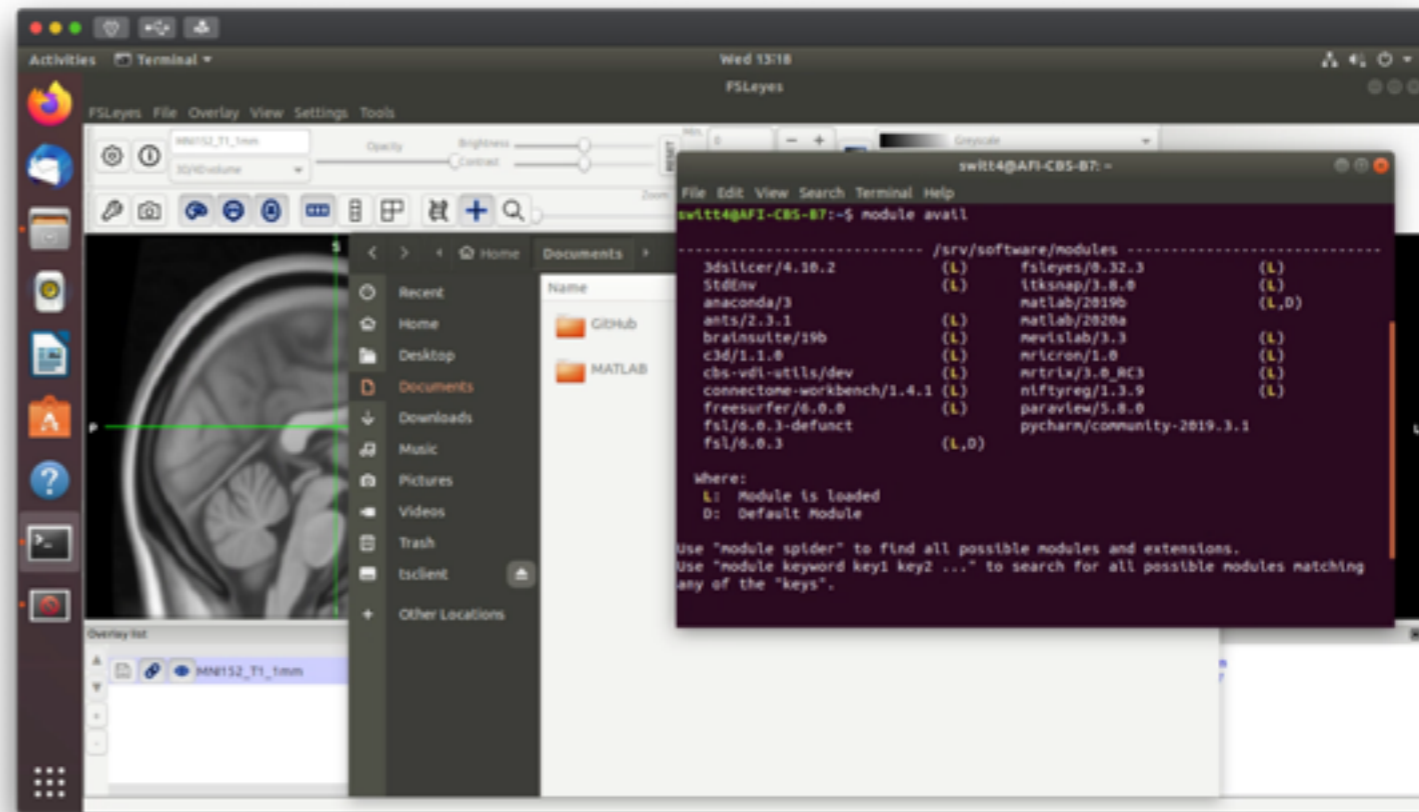 Activities Terminal Wed 13:18
FSLeyes
FSLeyes File Overlay View Settings Tools
MNI152_T1_1mm
Opacity
Brightness
Contrast
RESET
Min.
0
Greyscale
3D/4D volume
Zoom
S
P
L
Home Documents
Recent
Home
Desktop
Documents
Downloads
Music
Pictures
Videos
Trash
tsclient
Other Locations
Name
GitHub
MATLAB
switt4@AFI-CBS-B7: ~
File Edit View Search Terminal Help
switt4@AFI-CBS-B7:~$ module avail
--------------------------- /srv/software/modules ----------------------------
3dslicer/4.10.2 (L) fsleyes/0.32.3 (L)
StdEnv (L) itksnap/3.8.0 (L)
anaconda/3 matlab/2019b (L,D)
ants/2.3.1 (L) matlab/2020a
brainsuite/19b (L) mevislab/3.3 (L)
c3d/1.1.0 (L) mricron/1.0 (L)
cbs-vdi-utils/dev (L) mrtrix/3.0_RC3 (L)
connectome-workbench/1.4.1 (L) niftyreg/1.3.9 (L)
freesurfer/6.0.0 (L) paraview/5.8.0
fsl/6.0.3-defunct pycharm/community-2019.3.1
fsl/6.0.3 (L,D)
Where:
L: Module is loaded
D: Default Module
Use "module spider" to find all possible modules and extensions.
Use "module keyword key1 key2 ..." to search for all possible modules matching
any of the "keys".
Overlay list
MNI152_T1_1mm